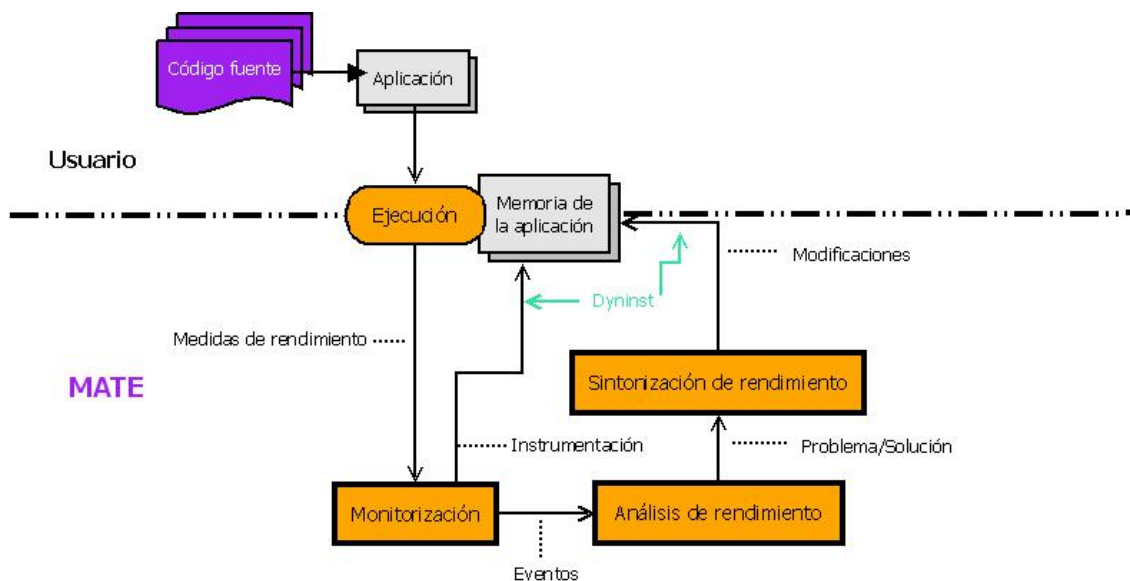 Código fuente
Aplicación
Usuario
Ejecución
Memoria de
la aplicación
Modificaciones
Dyninst
Medidas de rendimiento
MATE
Sintonización de rendimiento
Instrumentación
Problema/Solución
Monitorización
Análisis de rendimiento
Eventos